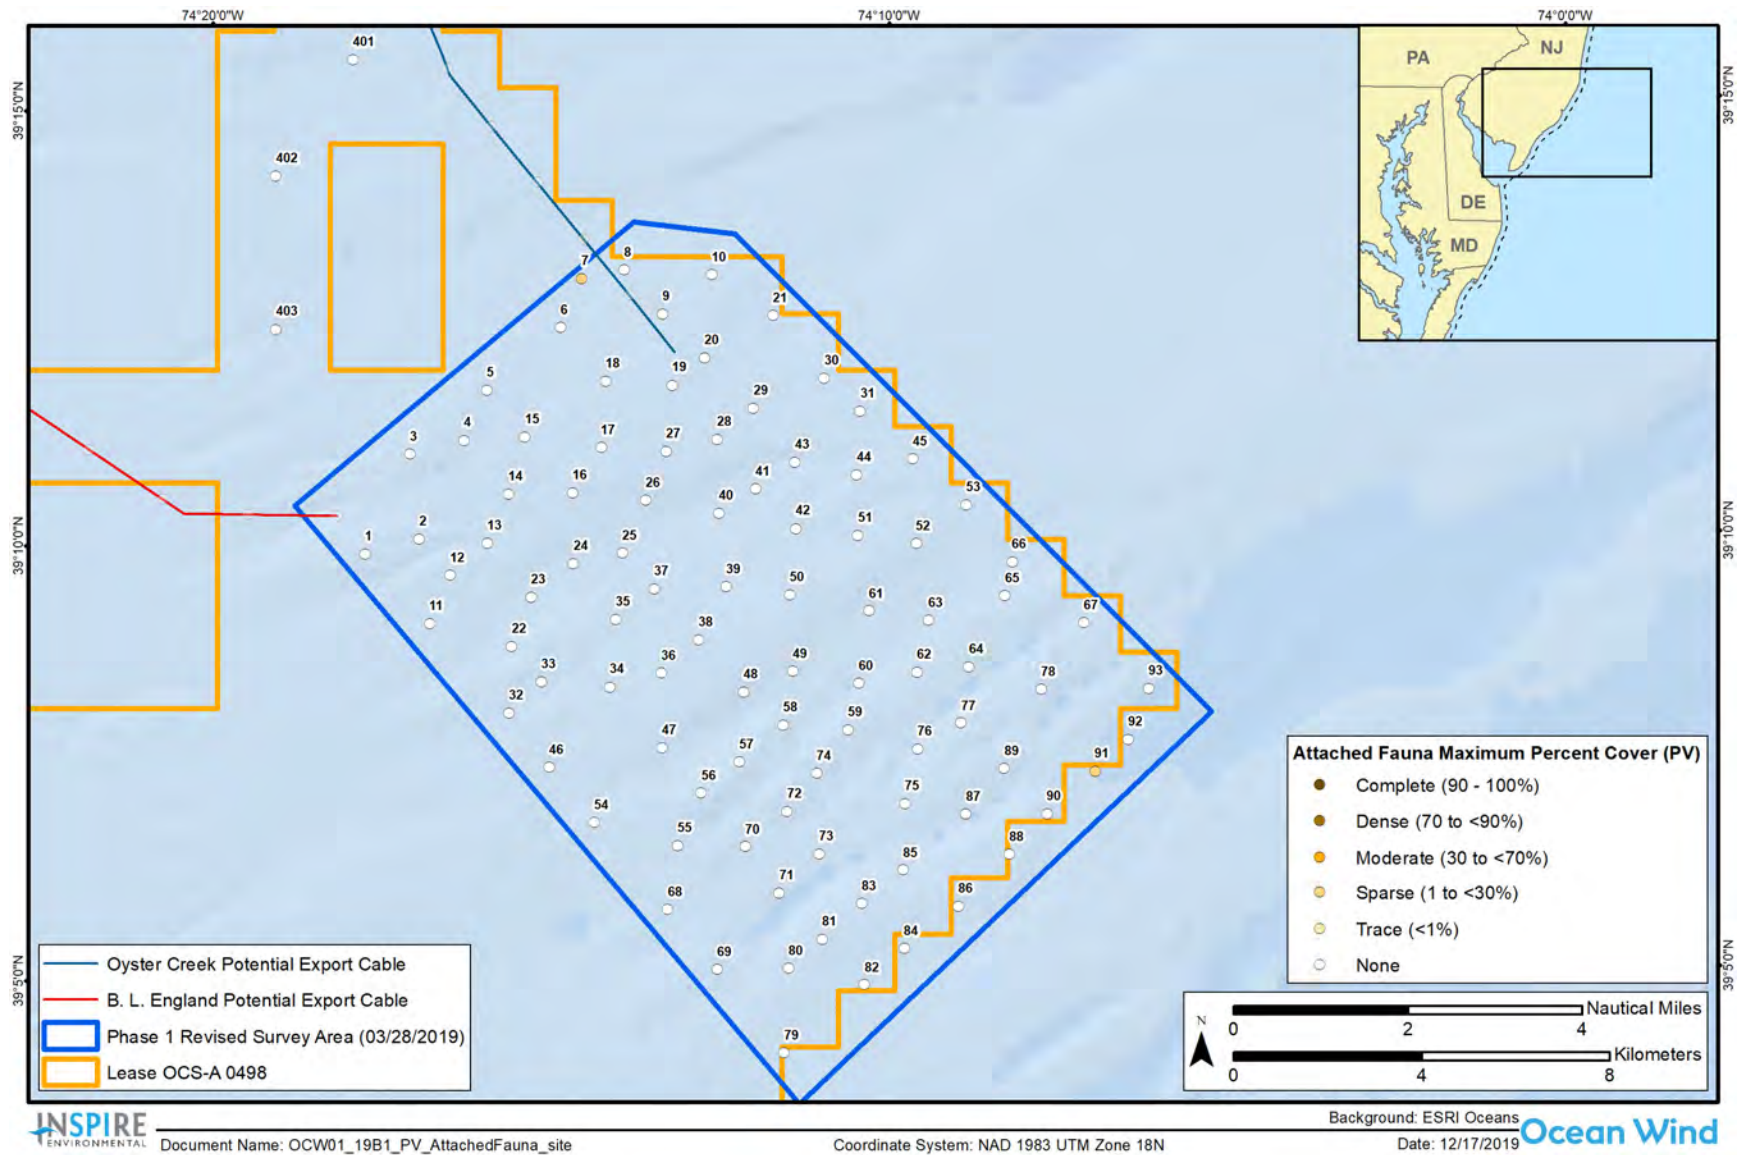 74°20'0"W
74°10'0"W
74°0'0"W
39°15'0"N
39°15'0"N
39°10'0"N
39°10'0"N
39°5'0"N
39°5'0"N
PA
NJ
DE
MD
401
402
403
7
8
10
6
9
21
20
5
18
19
30
29
31
3
4
15
17
27
28
43
45
14
16
26
41
44
40
53
1
2
13
25
42
51
52
12
24
66
23
37
39
50
65
11
35
61
63
67
22
38
33
34
36
49
60
62
64
78
93
32
48
58
59
77
92
46
47
57
74
76
89
91
56
54
72
75
87
90
55
70
73
85
88
68
71
83
86
81
84
69
80
82
79
Attached Fauna Maximum Percent Cover (PV)
Complete (90 - 100%)
Dense (70 to <90%)
Moderate (30 to <70%)
Sparse (1 to <30%)
Trace (<1%)
None
Oyster Creek Potential Export Cable
B. L. England Potential Export Cable
Phase 1 Revised Survey Area (03/28/2019)
Lease OCS-A 0498
N
Nautical Miles
0 2 4
Kilometers
0 4 8
INSPIRE
ENVIRONMENTAL
Document Name: OCW01_19B1_PV_AttachedFauna_site
Coordinate System: NAD 1983 UTM Zone 18N
Background: ESRI Oceans
Date: 12/17/2019
Ocean Wind